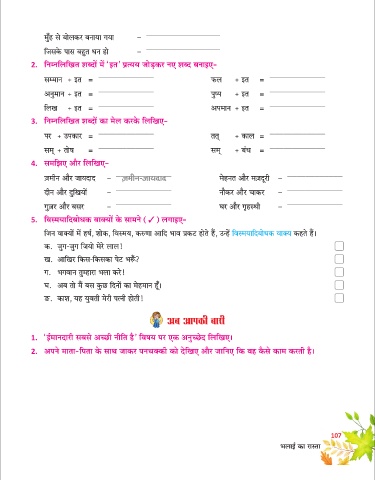 मुँह से बोलकर बनाया गया –
जिसके पास बहुत धन हो –
2. निम्नलिखित शब्दों में 'इत' प्रत्यय जोड़कर नए शब्द बनाइए–
सम्मान + इत = फल + इत =
अनुमान + इत = पुष्प + इत =
लिख + इत = अपमान + इत =
3. निम्नलिखित शब्दों का मेल करके लिखिए–
पर + उपकार = तत् + काल =
सम् + तोष = सम् + बंध =
4. समझिए और लिखिए–
ज़मीन और जायदाद – ज़मीन-जायदाद मेहनत और मज़दूरी –
दीन और दुखियों – नौकर और चाकर –
गुज़र और बसर – घर और गृहस्थी –
5. विस्मयादिबोधक वाक्यों के सामने (✓) लगाइए–
जिन वाक्यों में हर्ष, शोक, विस्मय, करुणा आदि भाव प्रकट होते हैं, उन्हें विस्मयादिबोधक वाक्य कहते हैं।
क. जुग-जुग जियो मेरे लाल!
ख. आखिर किस-किसका पेट भरूँ?
ग. भगवान तुम्हारा भला करे!
घ. अब तो मैं बस कुछ दिनों का मेहमान हूँ।
ङ. काश, यह युवती मेरी पत्नी होती!
अब आपकी बारी
1. 'ईमानदारी सबसे अच्छी नीति है' विषय पर एक अनुच्छेद लिखिए।
2. अपने माता-पिता के साथ जाकर पनचक्की को देखिए और जानिए कि वह कैसे काम करती है।
107
भलाई का रास्ता